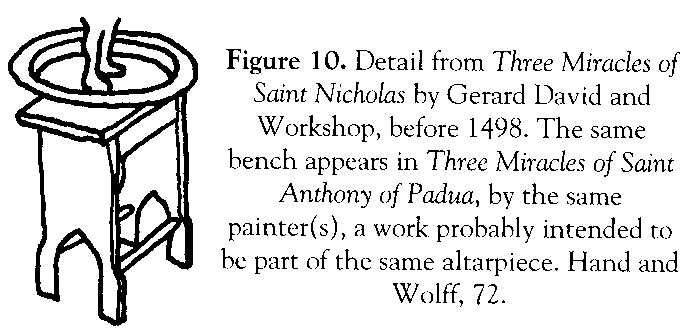 Figure 10. Detail from Three Miracles of
Saint Nicholas by Gerard David and
Workshop, before 1498. The same
bench appears in Three Miracles of Saint
Anthony of Padua, by the same
painter(s), a work probably intended to
be part of the same altarpiece. Hand and
Wolff, 72.